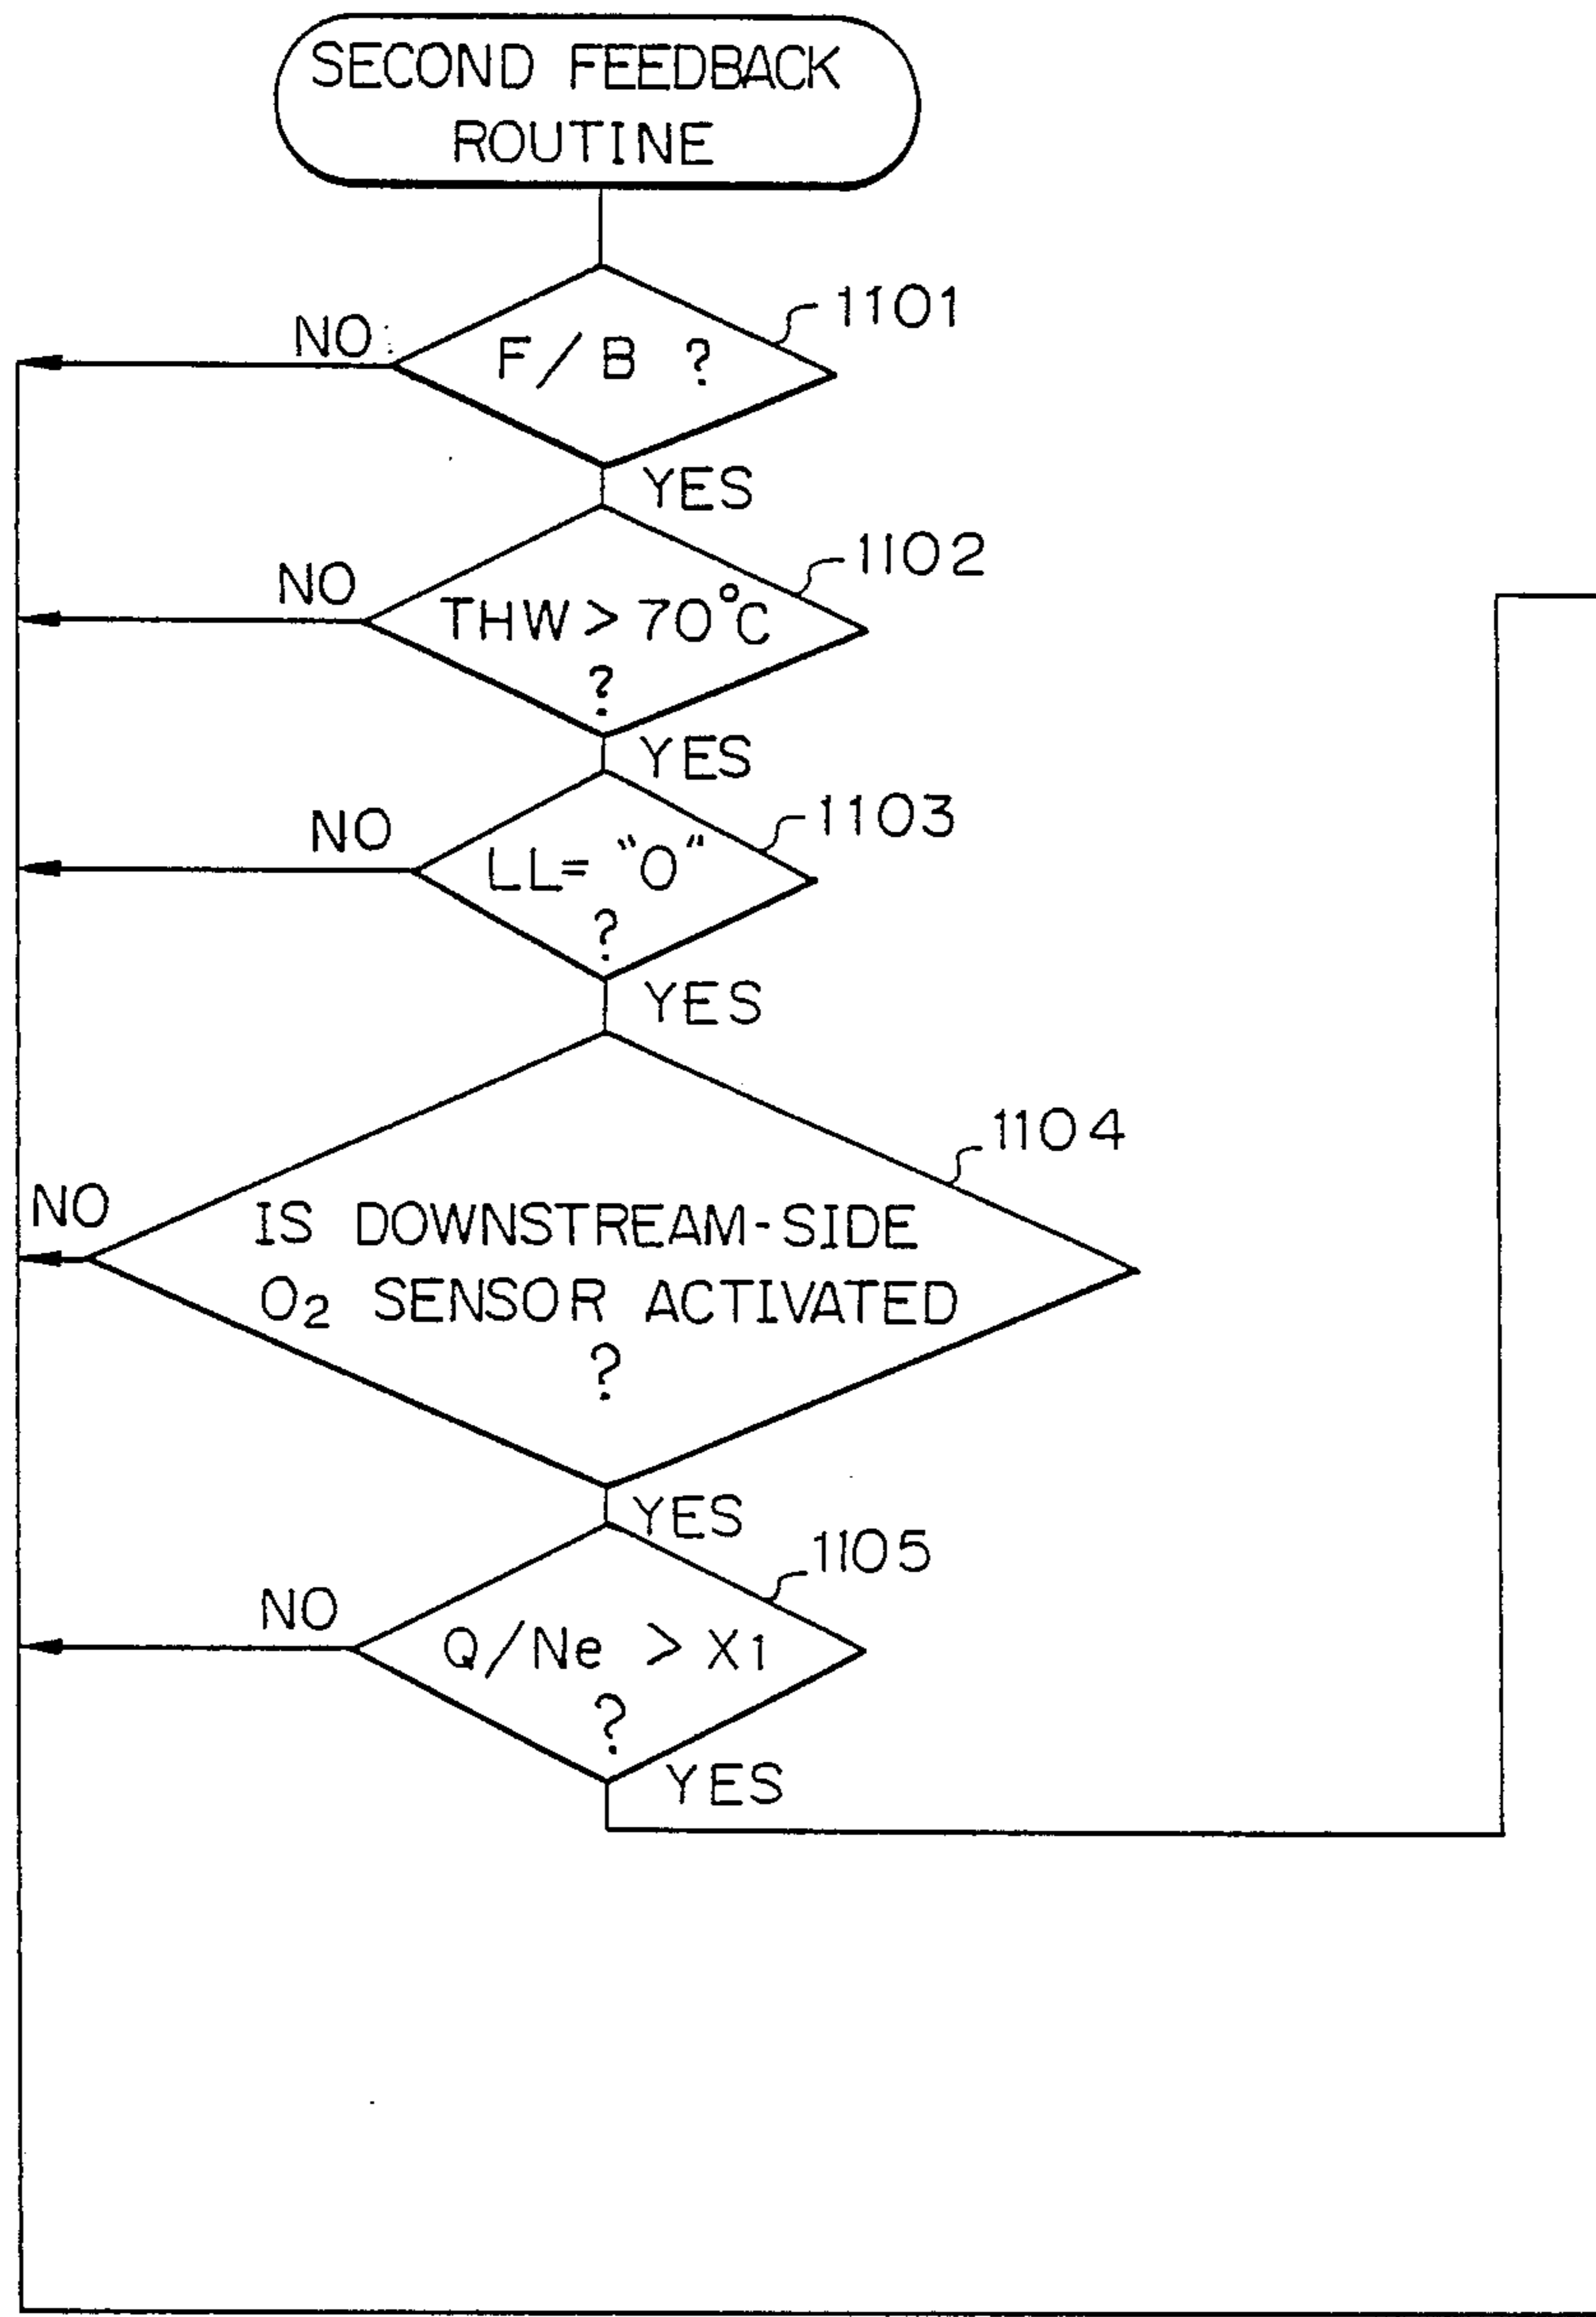 SECOND FEEDBACK
ROUTINE
1101
NO
F/B ?
YES
1102
NO
THW > 70°C
?
YES
1103
NO
LL= "0"
?
YES
1104
NO
IS DOWNSTREAM-SIDE
O2 SENSOR ACTIVATED
?
YES
1105
NO
Q/Ne > X1
?
YES